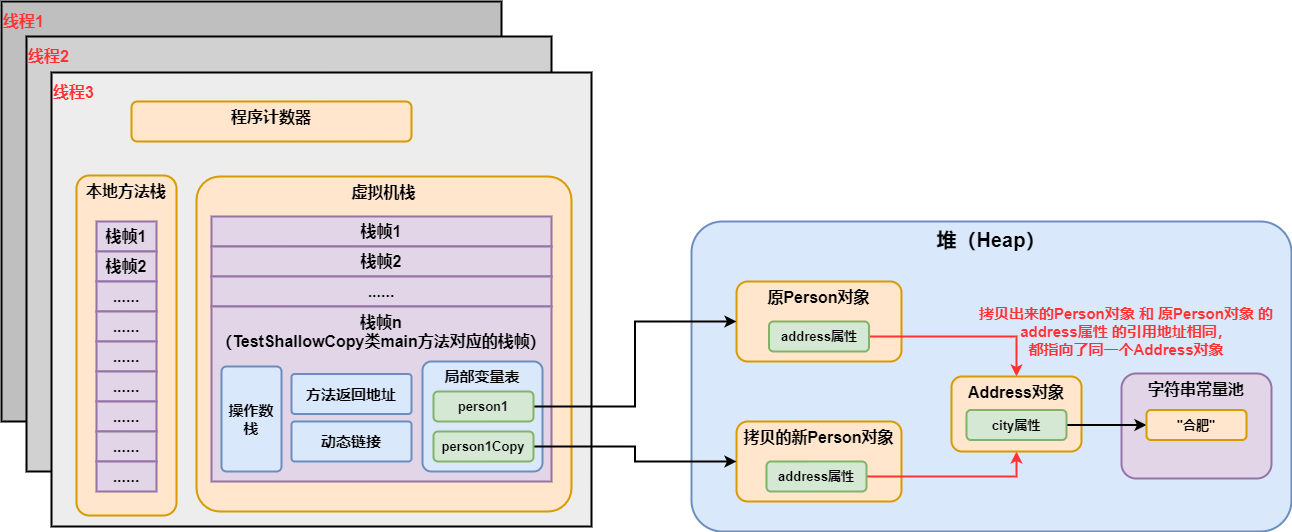 线程1
线程2
线程3
程序计数器
本地方法栈
栈帧1
栈帧2
......
......
......
......
......
......
......
虚拟机栈
栈帧1
栈帧2
......
栈帧n
（TestShallowCopy类main方法对应的栈帧）
操作数
栈
方法返回地址
动态链接
局部变量表
person1
person1Copy
堆（Heap）
原Person对象
address属性
拷贝的新Person对象
address属性
拷贝出来的Person对象 和 原Person对象 的
address属性 的引用地址相同,
都指向了同一个Address对象
Address对象
city属性
字符串常量池
"合肥"